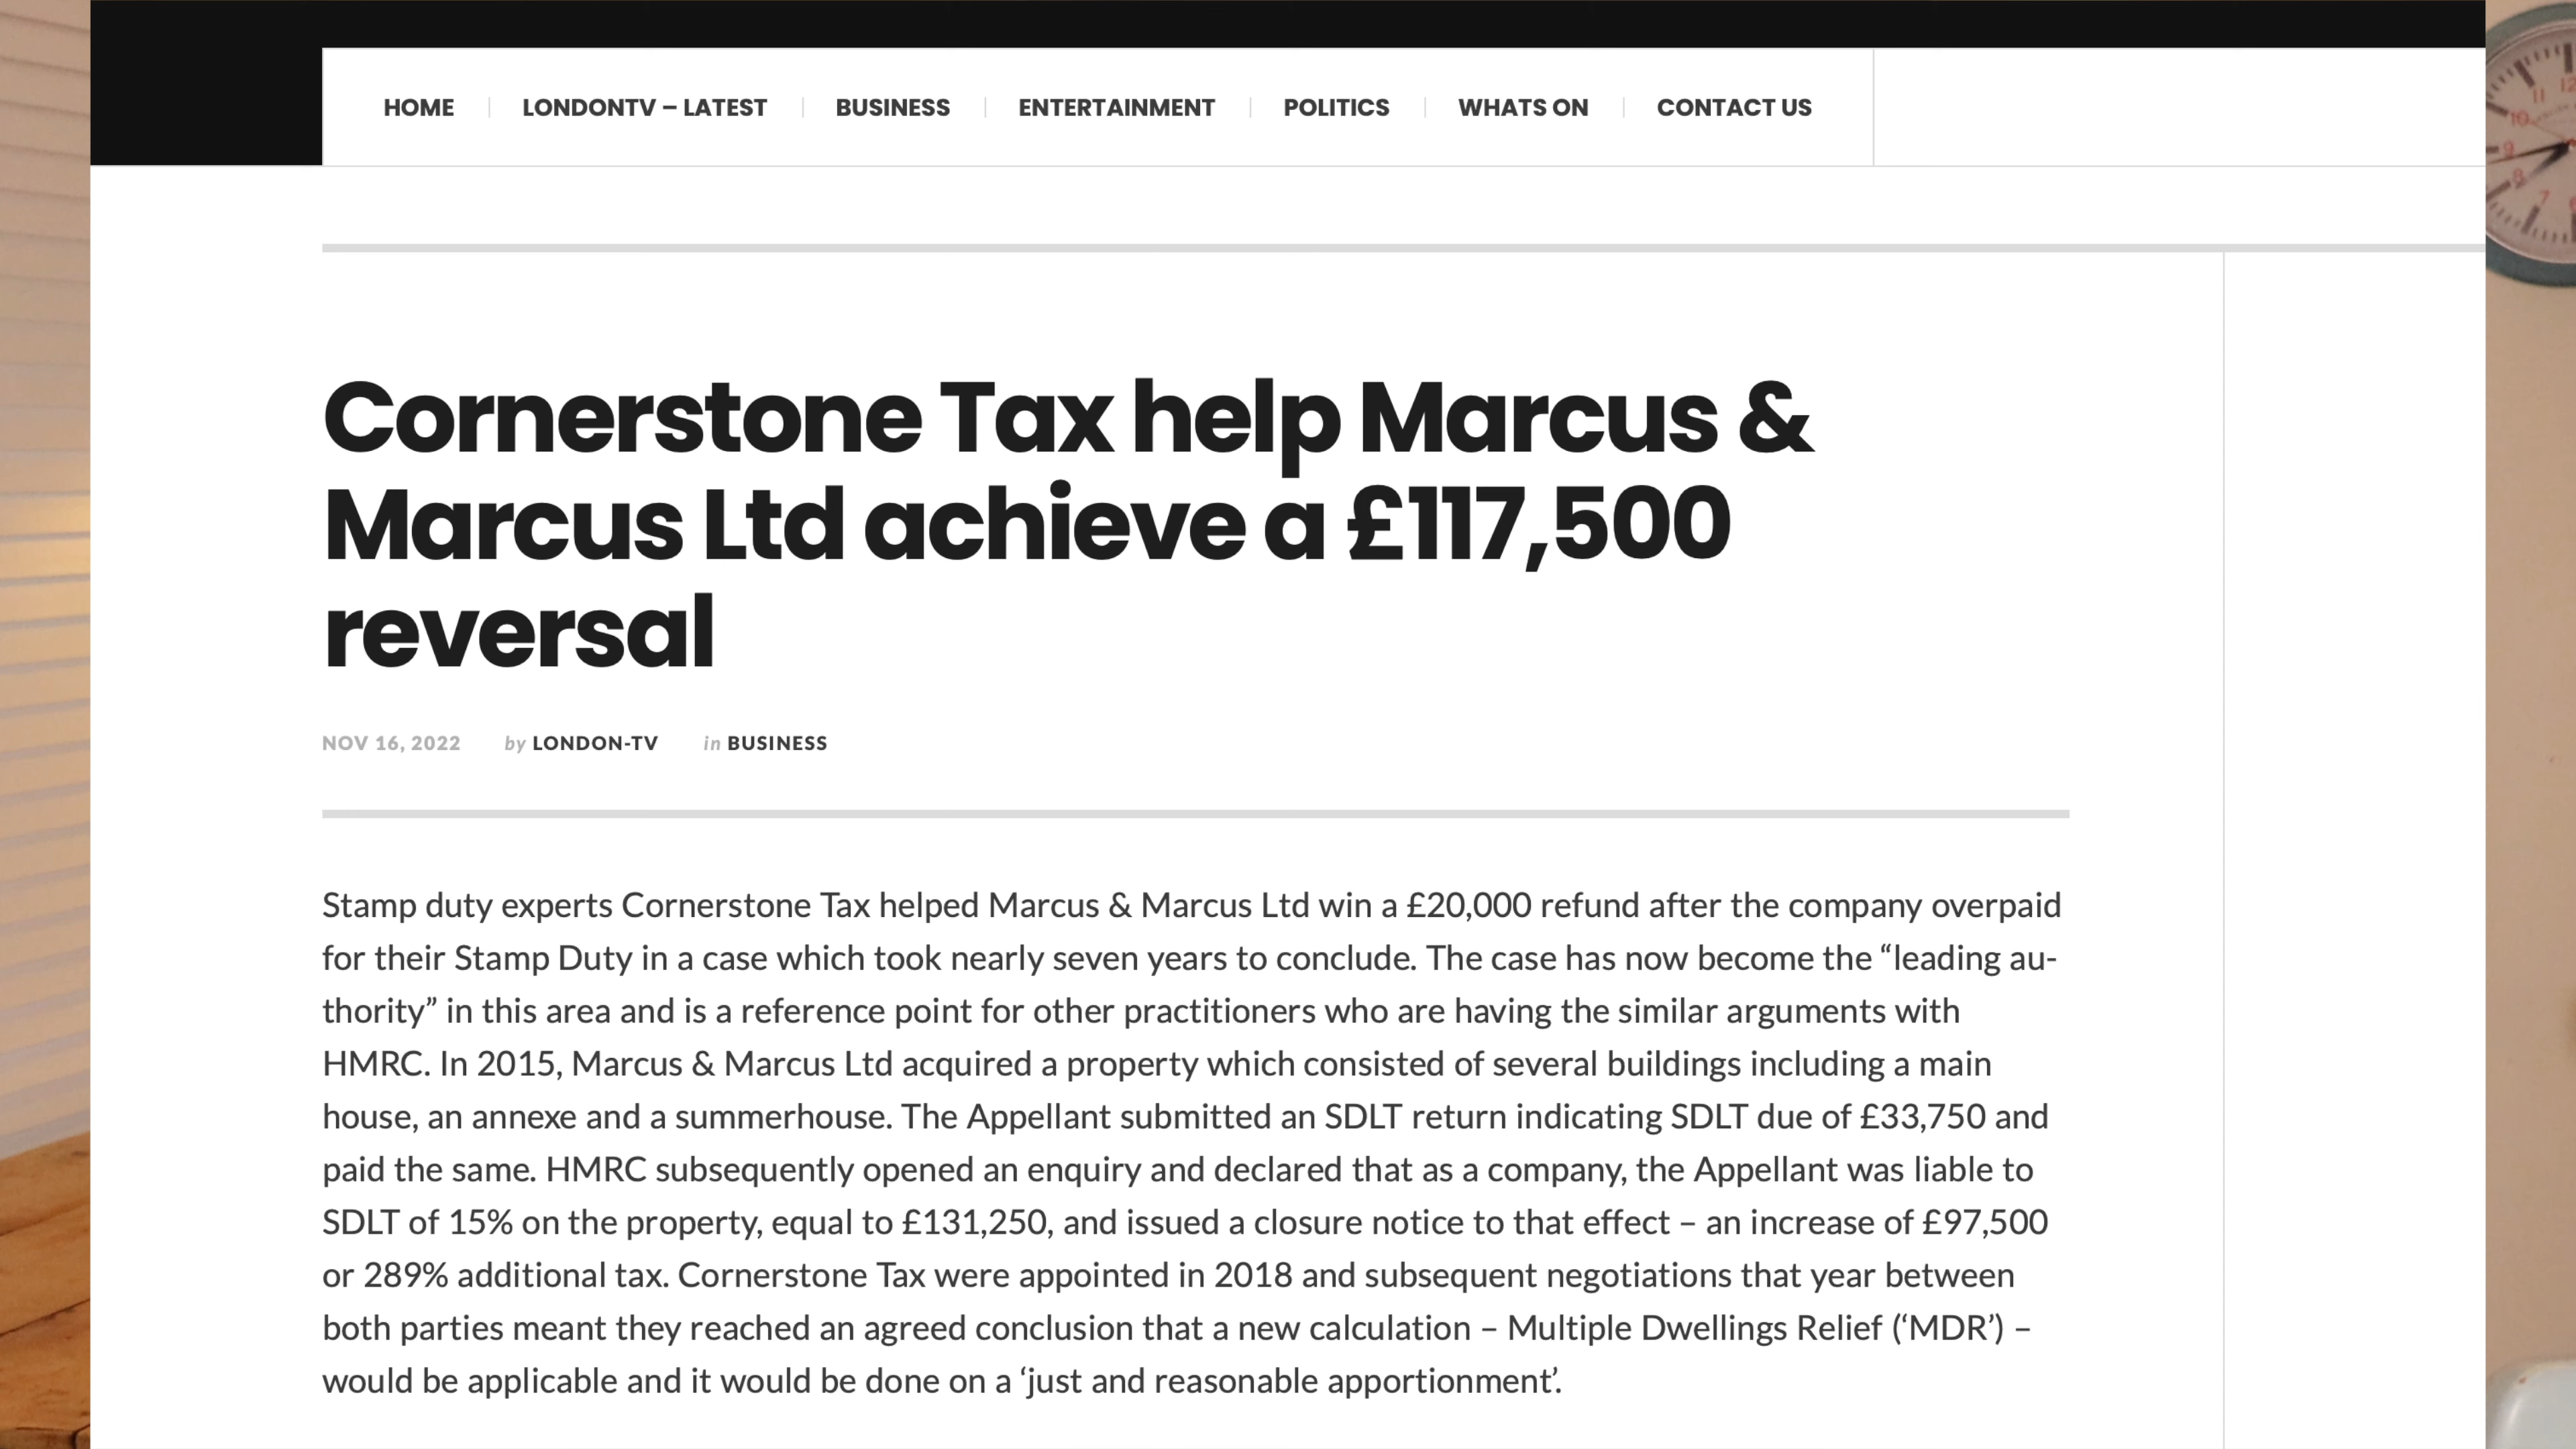 HOME LONDONTV – LATEST BUSINESS ENTERTAINMENT POLITICS WHATS ON CONTACT US
Cornerstone Tax help Marcus &
Marcus Ltd achieve a £117,500
reversal
NOV 16, 2022 by LONDON-TV in BUSINESS
Stamp duty experts Cornerstone Tax helped Marcus & Marcus Ltd win a £20,000 refund after the company overpaid
for their Stamp Duty in a case which took nearly seven years to conclude. The case has now become the “leading au-
thority” in this area and is a reference point for other practitioners who are having the similar arguments with
HMRC. In 2015, Marcus & Marcus Ltd acquired a property which consisted of several buildings including a main
house, an annexe and a summerhouse. The Appellant submitted an SDLT return indicating SDLT due of £33,750 and
paid the same. HMRC subsequently opened an enquiry and declared that as a company, the Appellant was liable to
SDLT of 15% on the property, equal to £131,250, and issued a closure notice to that effect – an increase of £97,500
or 289% additional tax. Cornerstone Tax were appointed in 2018 and subsequent negotiations that year between
both parties meant they reached an agreed conclusion that a new calculation – Multiple Dwellings Relief (‘MDR’) –
would be applicable and it would be done on a ‘just and reasonable apportionment’.
12
11
10
9
8
7